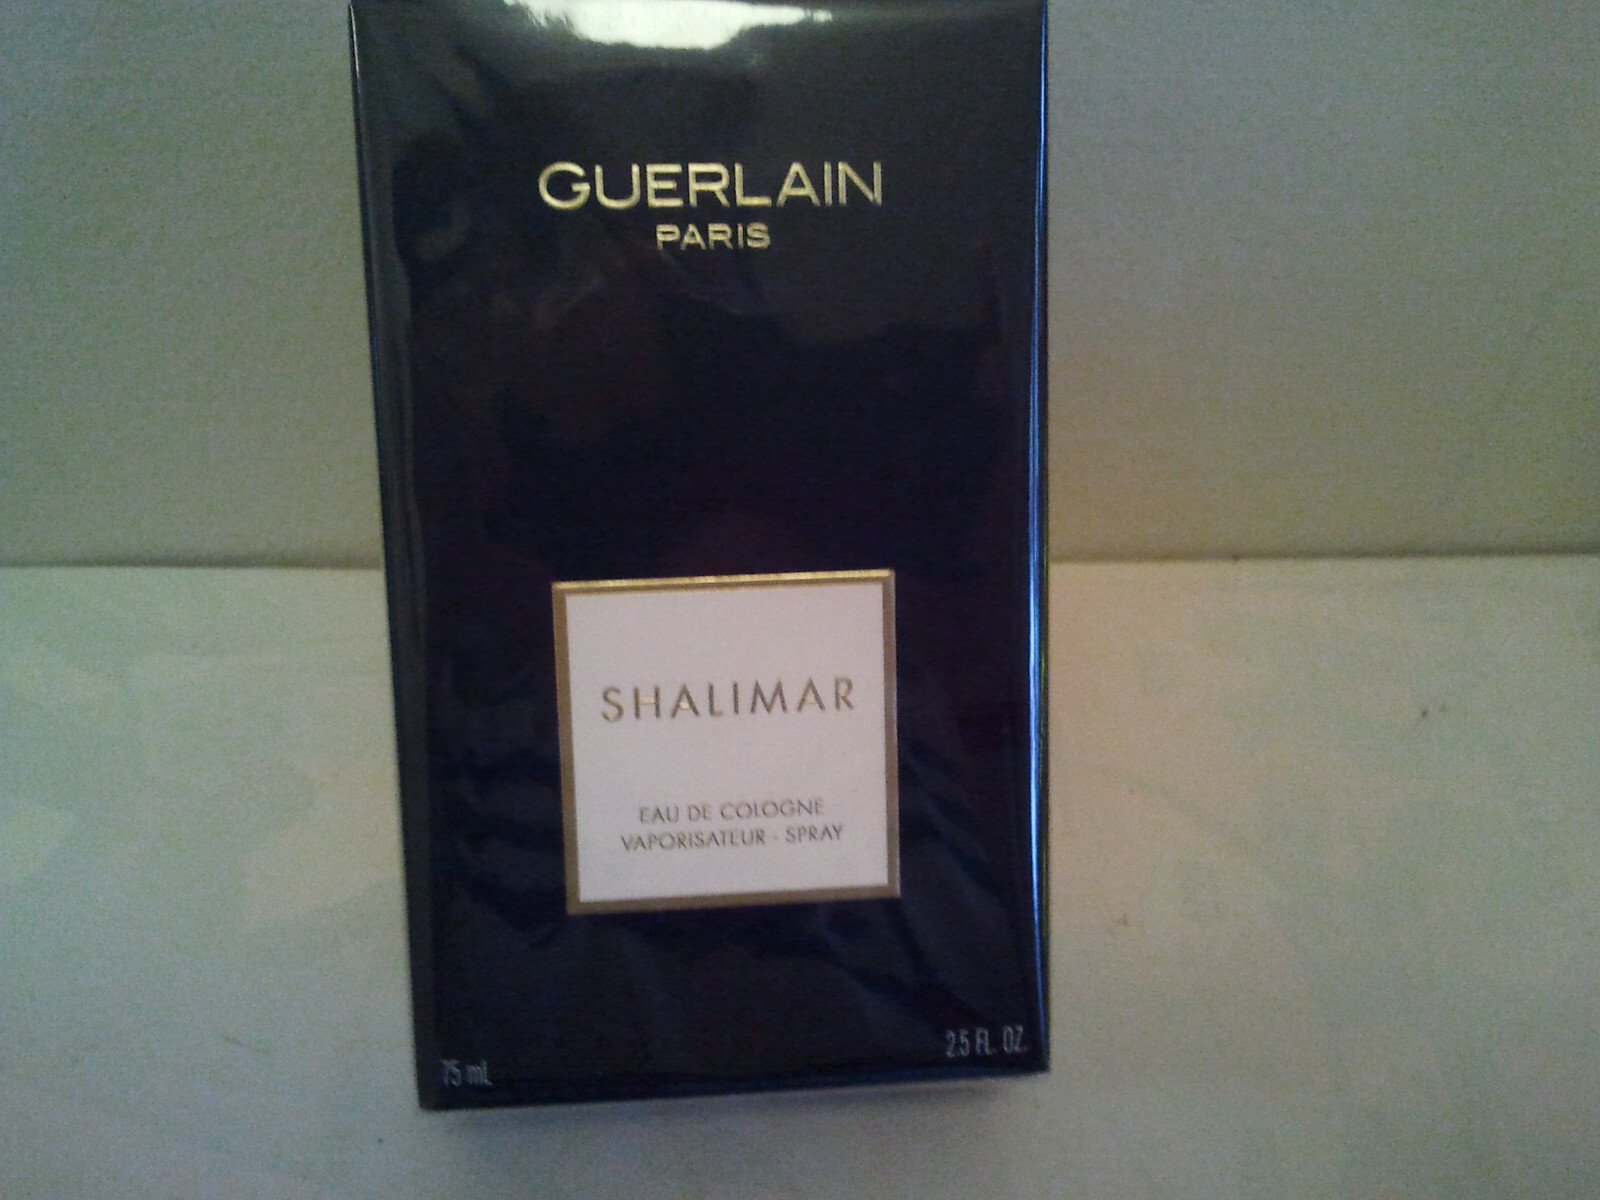 GUERLAIN
PARIS
SHALIMAR
EAU DE COLOGNE
VAPORISATEUR - SPRAY
75 mL
2.5 FL. OZ.